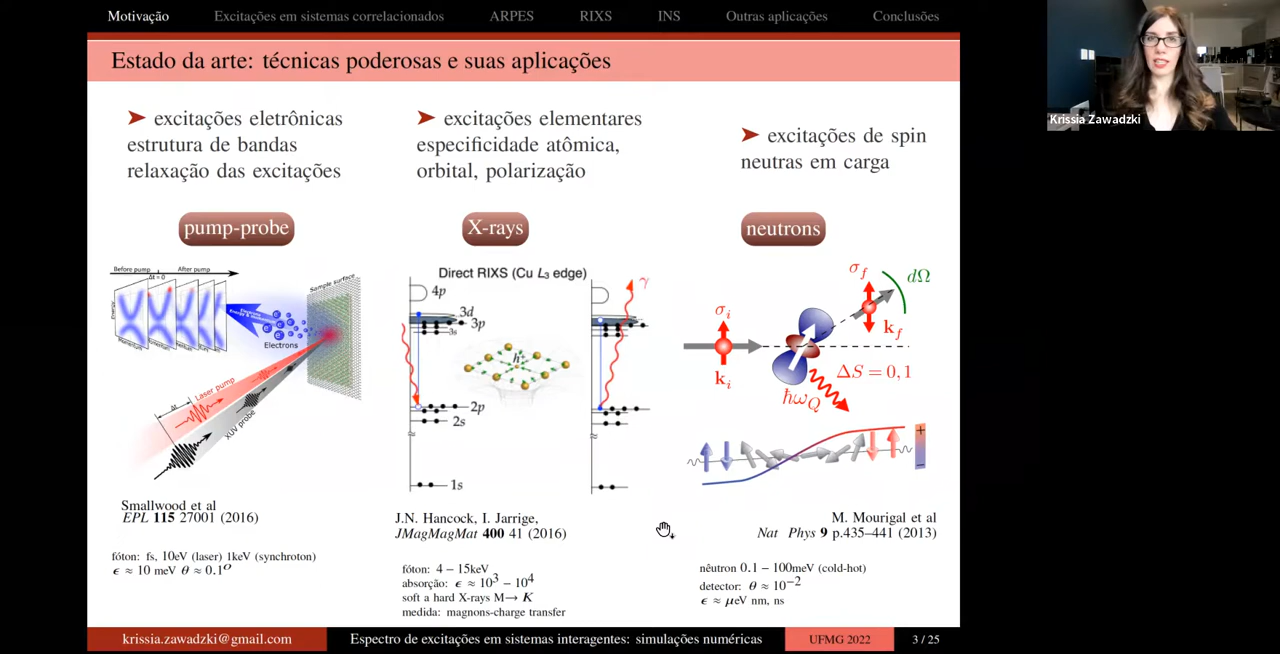 Motivação Excitações em sistemas correlacionados ARPES RIXS INS Outras aplicações Conclusões
Estado da arte: técnicas poderosas e suas aplicações
➤ excitações eletrônicas
estrutura de bandas
relaxação das excitações
pump-probe
Before pump After pump
Δt = 0
Energy
Electrons
Sample surface
Laser pump
Δt
XUV probe
Smallwood et al
EPL 115 27001 (2016)
fóton: fs, 10eV (laser) 1keV (synchroton)
ϵ ≈ 10 meV θ ≈ 0.1°
➤ excitações elementares
especificidade atômica,
orbital, polarização
X-rays
Direct RIXS (Cu L3 edge)
4p
3d
3p
3s
2p
2s
1s
h
γ
J.N. Hancock, I. Jarrige,
JMagMagMat 400 41 (2016)
fóton: 4 − 15keV
absorção: ϵ ≈ 10³ − 10⁴
soft a hard X-rays M→ K
medida: magnons-charge transfer
➤ excitações de spin
neutras em carga
neutrons
σf
dΩ
σi
kf
ki
ΔS = 0,1
ħωQ
+
−
M. Mourigal et al
Nat Phys 9 p.435–441 (2013)
nêutron 0.1 − 100meV (cold-hot)
detector: θ ≈ 10⁻²
ϵ ≈ μeV nm, ns
krissia.zawadzki@gmail.com Espectro de excitações em sistemas interagentes: simulações numéricas UFMG 2022 3 / 25
Krissia Zawadzki